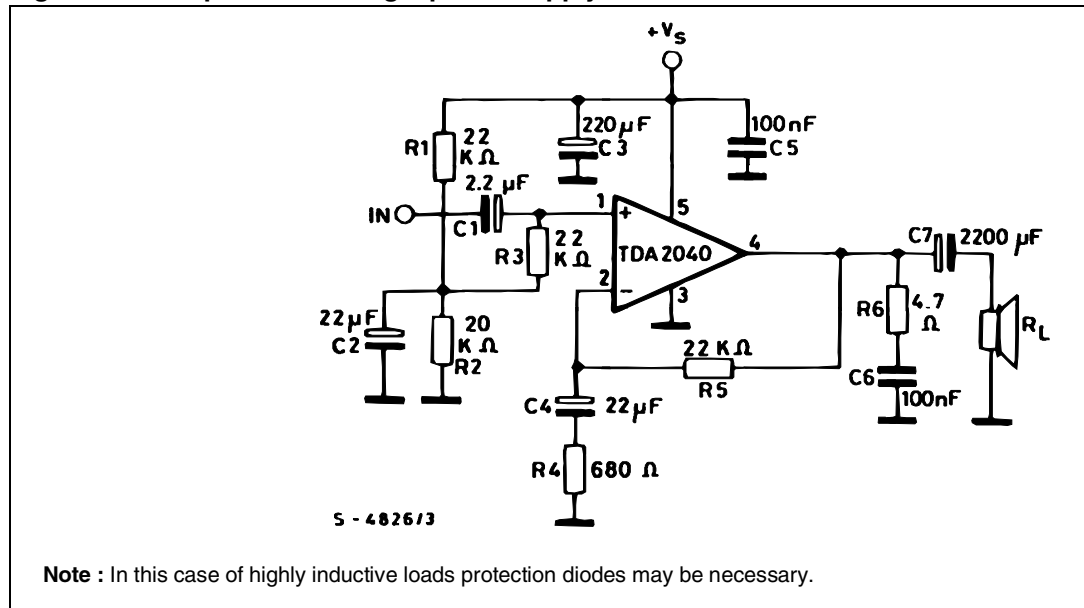 +VS
220µF
C3
100nF
C5
R1
22
KΩ
2.2 µF
IN
C1
R3
22
KΩ
1
+
5
TDA2040
4
2
−
3
C7
2200 µF
R6
4.7
Ω
RL
22µF
C2
20
KΩ
R2
22 KΩ
R5
C6
100nF
C4
22µF
R4
680 Ω
S - 4826/3
Note : In this case of highly inductive loads protection diodes may be necessary.